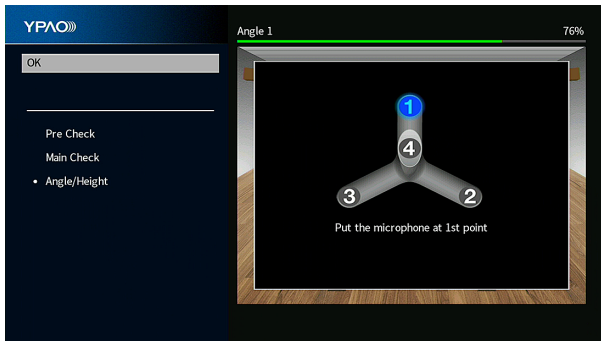 YPAO
OK
Pre Check
Main Check
• Angle/Height
Angle 1
76%
1
4
3
2
Put the microphone at 1st point